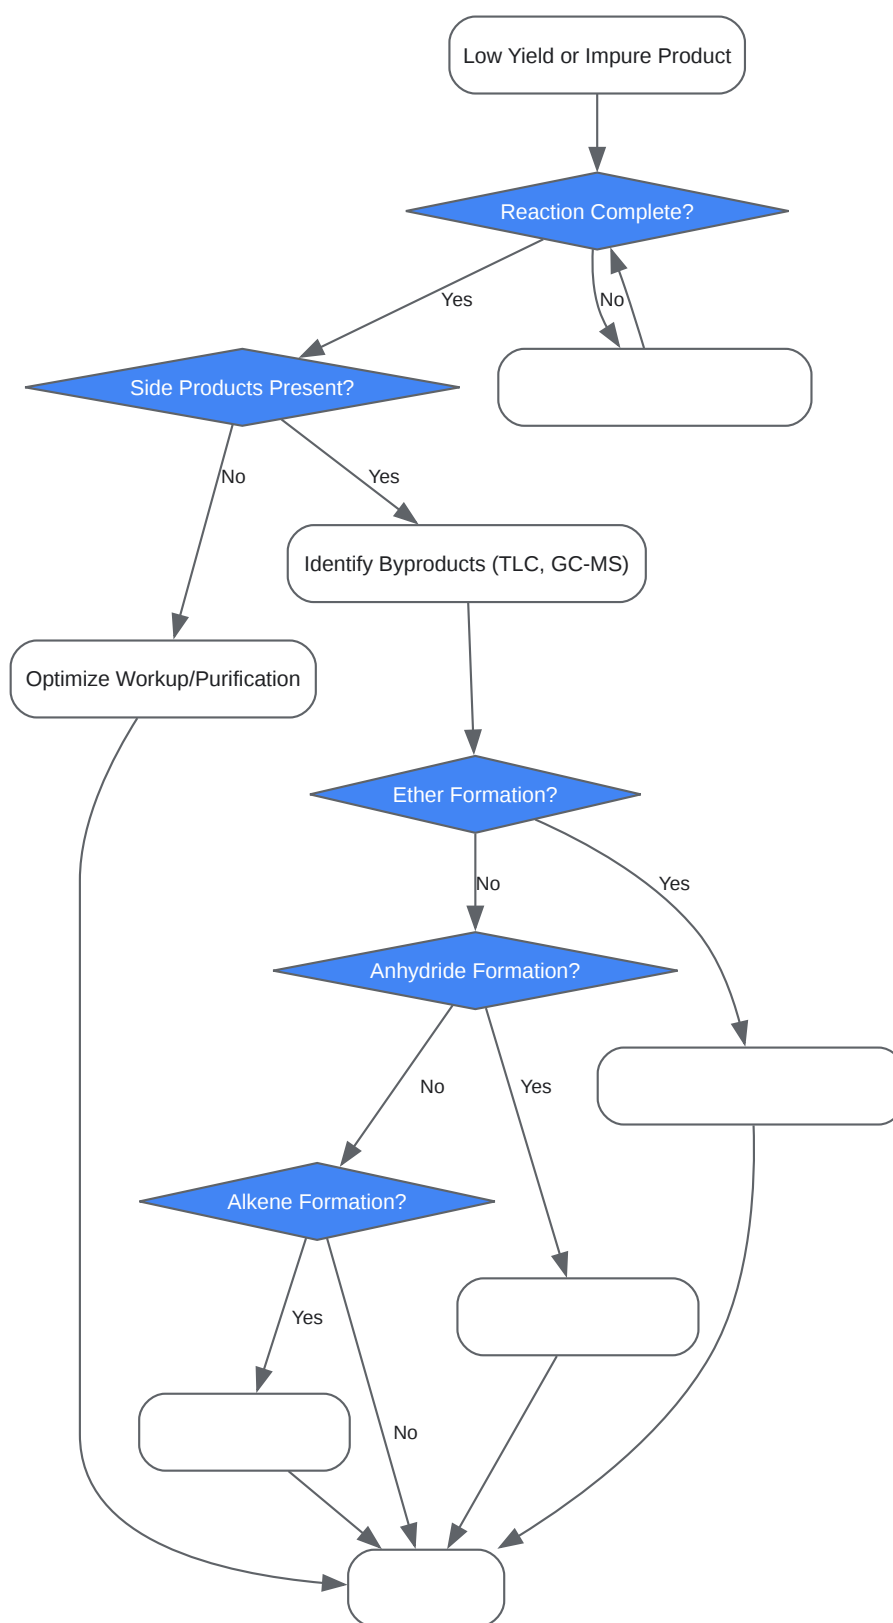 Low Yield or Impure Product
Reaction Complete?
Yes
No
Side Products Present?
No
Yes
Identify Byproducts (TLC, GC-MS)
Optimize Workup/Purification
Ether Formation?
No
Yes
Anhydride Formation?
No
Yes
Alkene Formation?
Yes
No